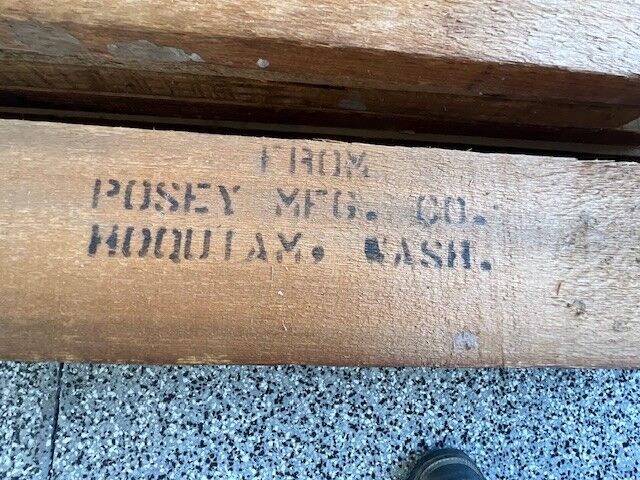 FROM
POSEY MFG. CO.
HOQUIAM. WASH.